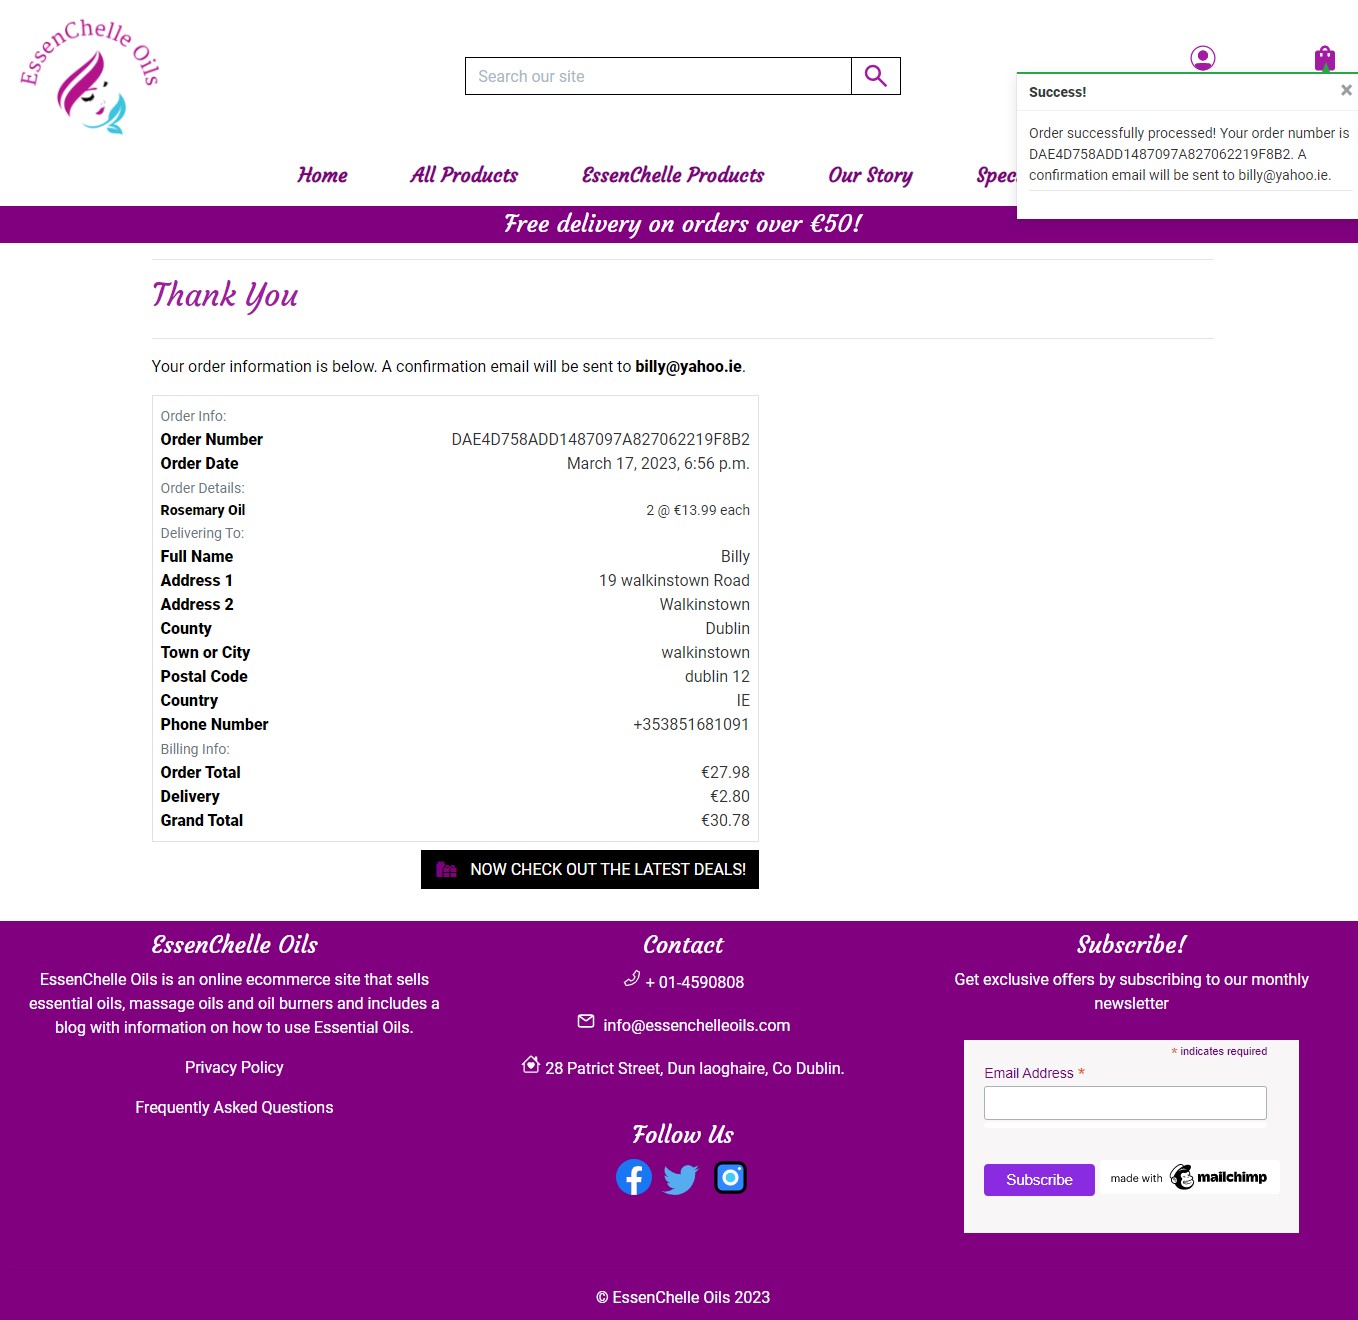 EssenChelle Oils
Search our site
Success!
×
Order successfully processed! Your order number is
DAE4D758ADD1487097A827062219F8B2. A
confirmation email will be sent to billy@yahoo.ie.
Home All Products EssenChelle Products Our Story Spec
Free delivery on orders over €50!
Thank You
Your order information is below. A confirmation email will be sent to billy@yahoo.ie.
Order Info:
Order Number DAE4D758ADD1487097A827062219F8B2
Order Date March 17, 2023, 6:56 p.m.
Order Details:
Rosemary Oil 2 @ €13.99 each
Delivering To:
Full Name Billy
Address 1 19 walkinstown Road
Address 2 Walkinstown
County Dublin
Town or City walkinstown
Postal Code dublin 12
Country IE
Phone Number +353851681091
Billing Info:
Order Total €27.98
Delivery €2.80
Grand Total €30.78
NOW CHECK OUT THE LATEST DEALS!
EssenChelle Oils
EssenChelle Oils is an online ecommerce site that sells
essential oils, massage oils and oil burners and includes a
blog with information on how to use Essential Oils.
Privacy Policy
Frequently Asked Questions
Contact
+ 01-4590808
info@essenchelleoils.com
28 Patrict Street, Dun laoghaire, Co Dublin.
Follow Us
Subscribe!
Get exclusive offers by subscribing to our monthly
newsletter
* indicates required
Email Address *
Subscribe
made with mailchimp
© EssenChelle Oils 2023